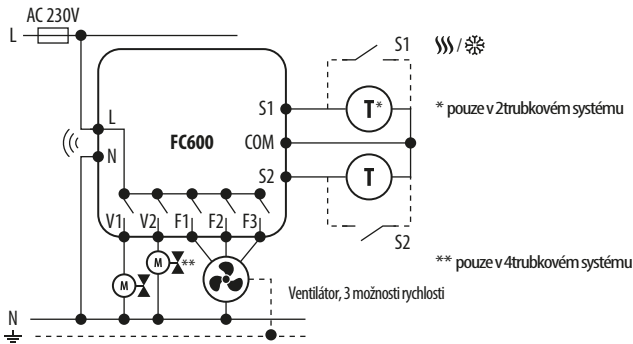 AC 230V
L
S1
/
L
S1
T*
* pouze v 2trubkovém systému
N
FC600
COM
S2
T
V1 V2 F1 F2 F3
S2
M **
** pouze v 4trubkovém systému
M
Ventilátor, 3 možnosti rychlosti
N